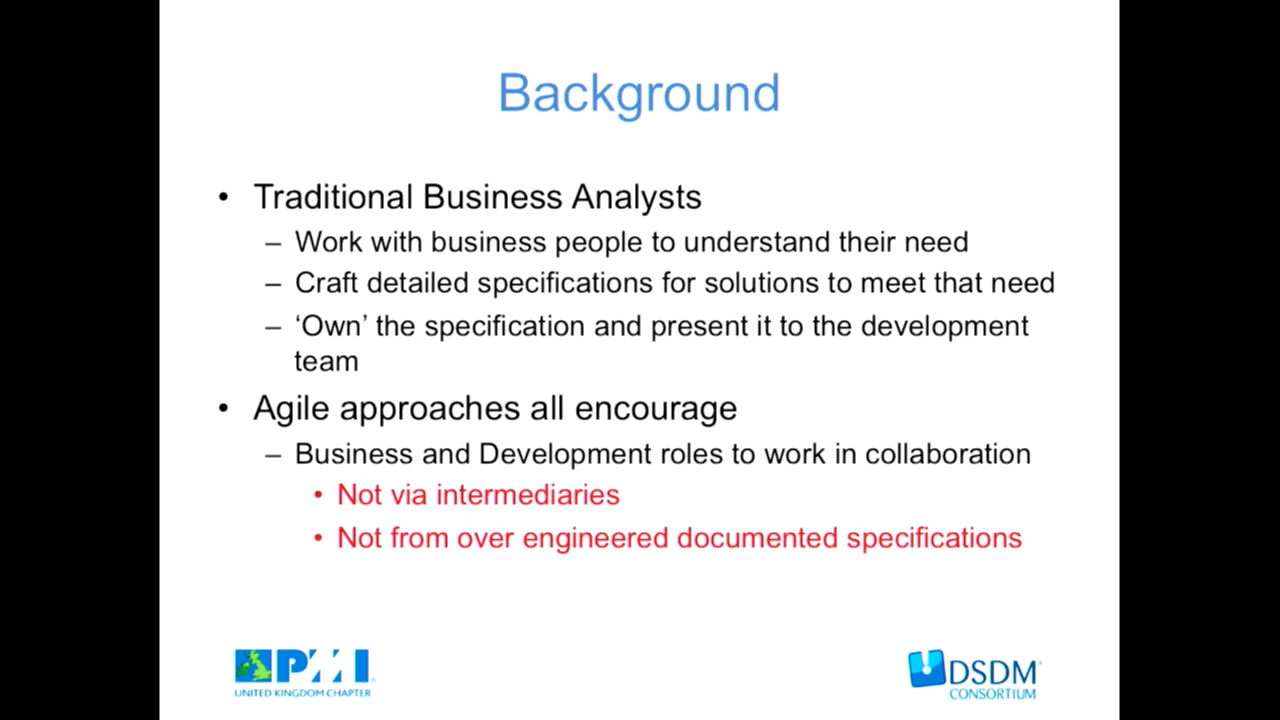 Background
• Traditional Business Analysts
– Work with business people to understand their need
– Craft detailed specifications for solutions to meet that need
– ‘Own’ the specification and present it to the development
team
• Agile approaches all encourage
– Business and Development roles to work in collaboration
• Not via intermediaries
• Not from over engineered documented specifications
PMI
UNITED KINGDOM CHAPTER
DSDM
CONSORTIUM